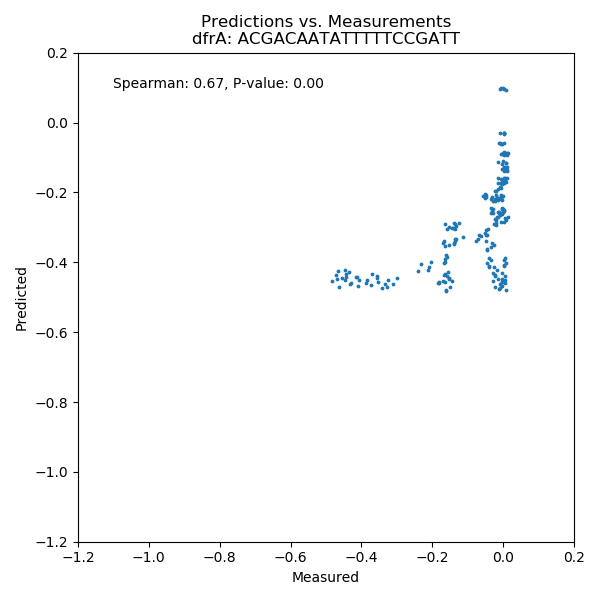 Predictions vs. Measurements
dfrA: ACGACAATATTTTTCCGATT
Spearman: 0.67, P-value: 0.00
0.2
0.0
−0.2
−0.4
−0.6
−0.8
−1.0
−1.2
Predicted
−1.2 −1.0 −0.8 −0.6 −0.4 −0.2 0.0 0.2
Measured